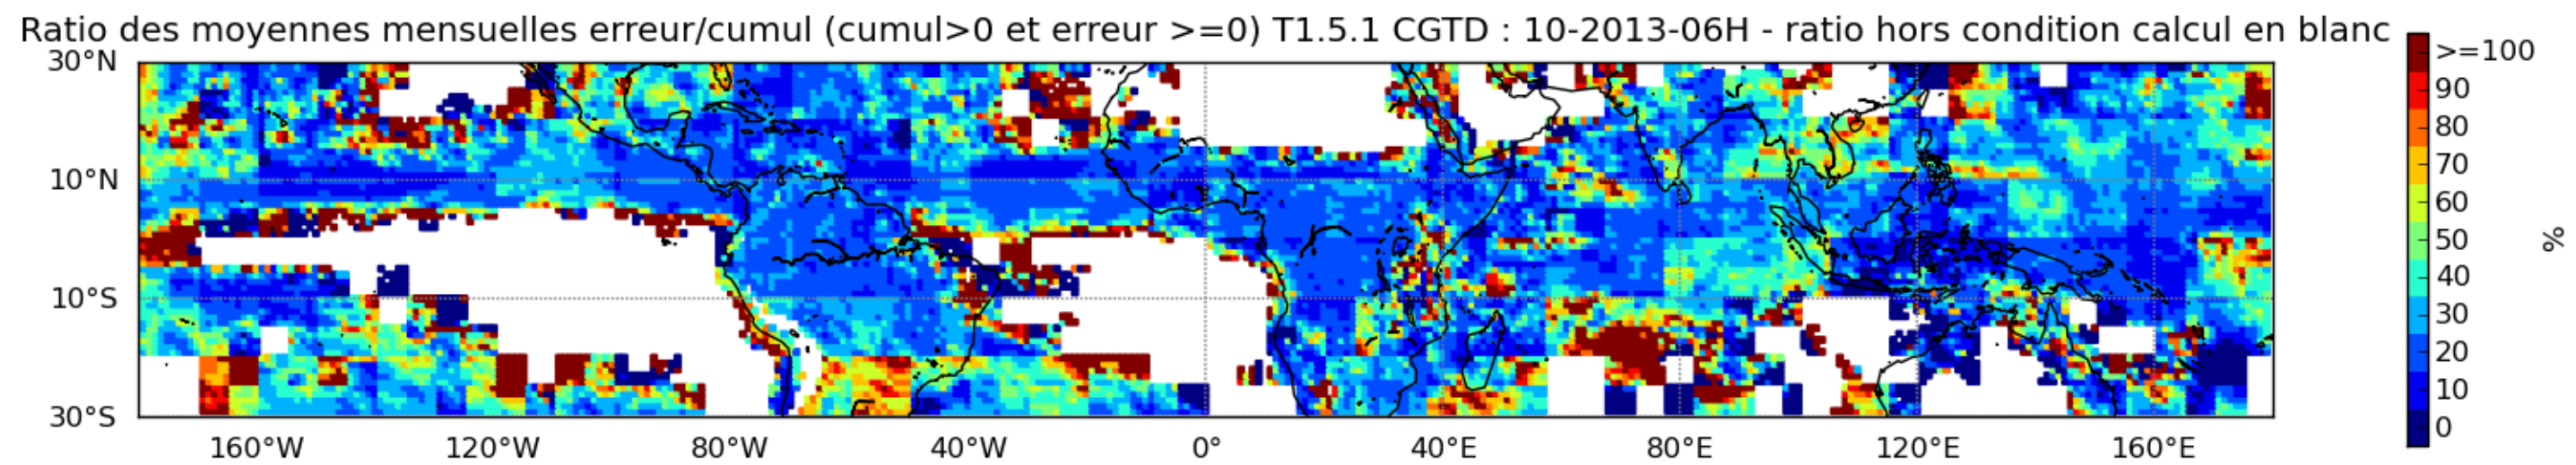 Ratio des moyennes mensuelles erreur/cumul (cumul>0 et erreur >=0) T1.5.1 CGTD : 10-2013-06H - ratio hors condition calcul en blanc
30°N
10°N
10°S
30°S
160°W 120°W 80°W 40°W 0° 40°E 80°E 120°E 160°E
>=100
90
80
70
60
50
40
30
20
10
0
%